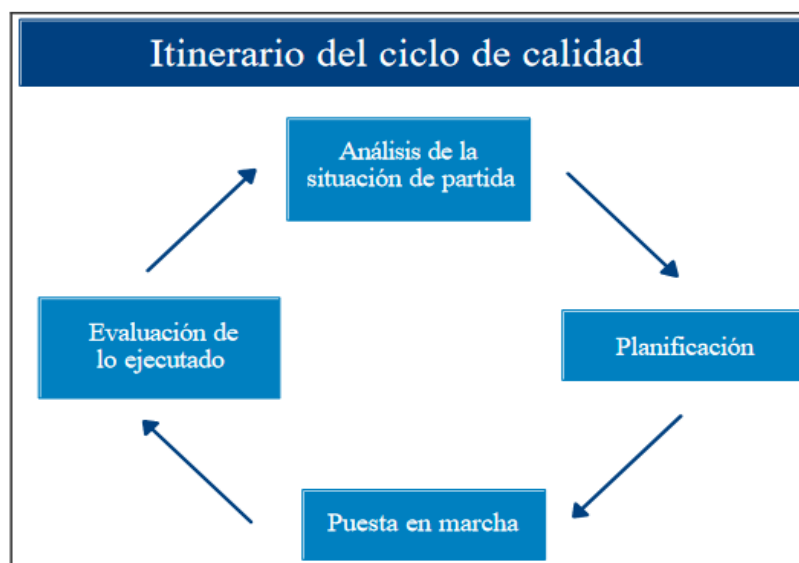 Itinerario del ciclo de calidad
Análisis de la
situación de partida
Planificación
Puesta en marcha
Evaluación de
lo ejecutado